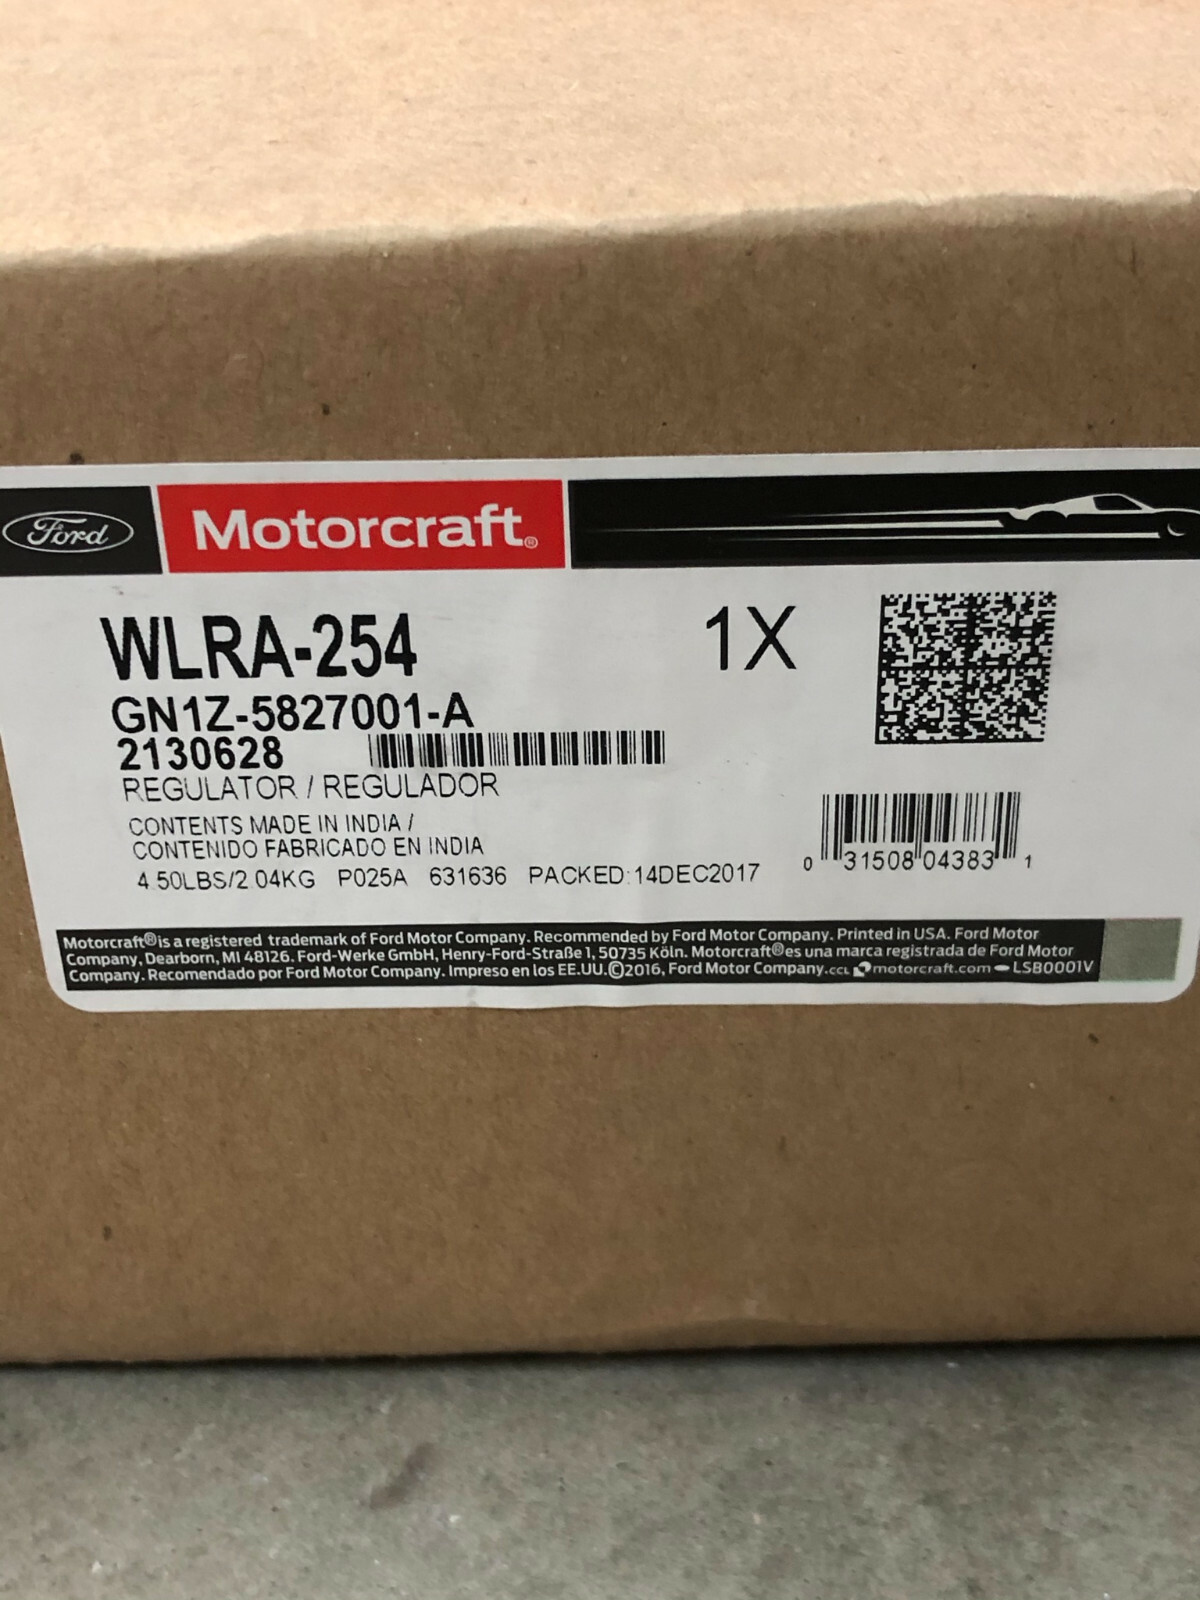 Ford Motorcraft®
WLRA-254 1X
GN1Z-5827001-A
2130628
REGULATOR / REGULADOR
CONTENTS MADE IN INDIA /
CONTENIDO FABRICADO EN INDIA
4.50LBS/2.04KG P025A 631636 PACKED:14DEC2017
0 31508 04383 1
Motorcraft® is a registered trademark of Ford Motor Company. Recommended by Ford Motor Company. Printed in USA. Ford Motor
Company, Dearborn, MI 48126. Ford-Werke GmbH, Henry-Ford-Straße 1, 50735 Köln. Motorcraft® es una marca registrada de Ford Motor
Company. Recomendado por Ford Motor Company. Impreso en los EE.UU. ©2016, Ford Motor Company. CCL motorcraft.com LSB0001V